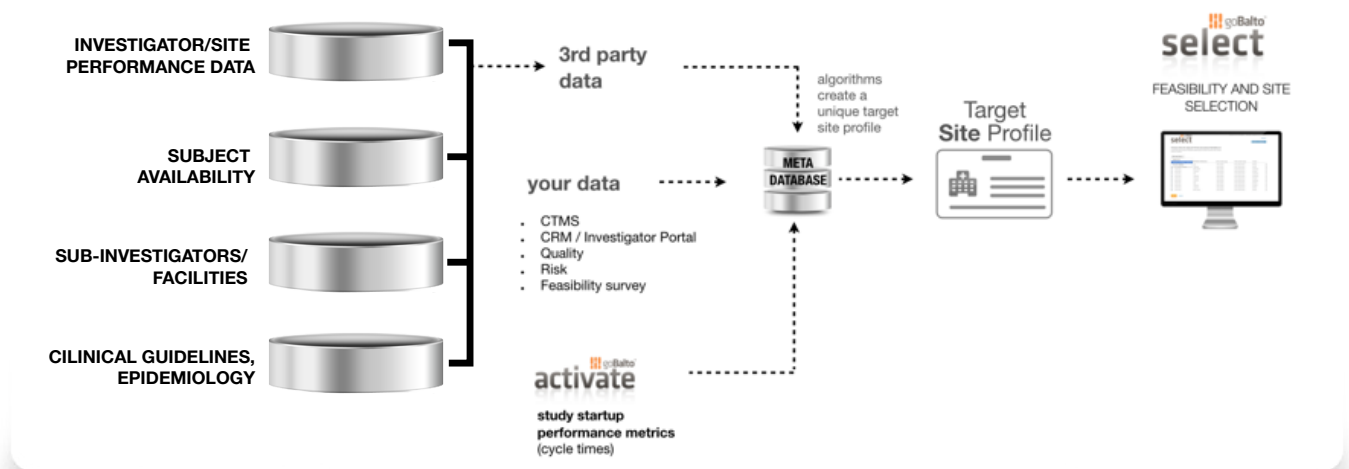 INVESTIGATOR/SITE
PERFORMANCE DATA
SUBJECT
AVAILABILITY
SUB-INVESTIGATORS/
FACILITIES
CILINICAL GUIDELINES,
EPIDEMIOLOGY
3rd party
data
your data
• CTMS
• CRM / Investigator Portal
• Quality
• Risk
• Feasibility survey
goBalto
activate
study startup
performance metrics
(cycle times)
algorithms
create a
unique target
site profile
META
DATABASE
Target
Site Profile
goBalto
select
FEASIBILITY AND SITE
SELECTION
select